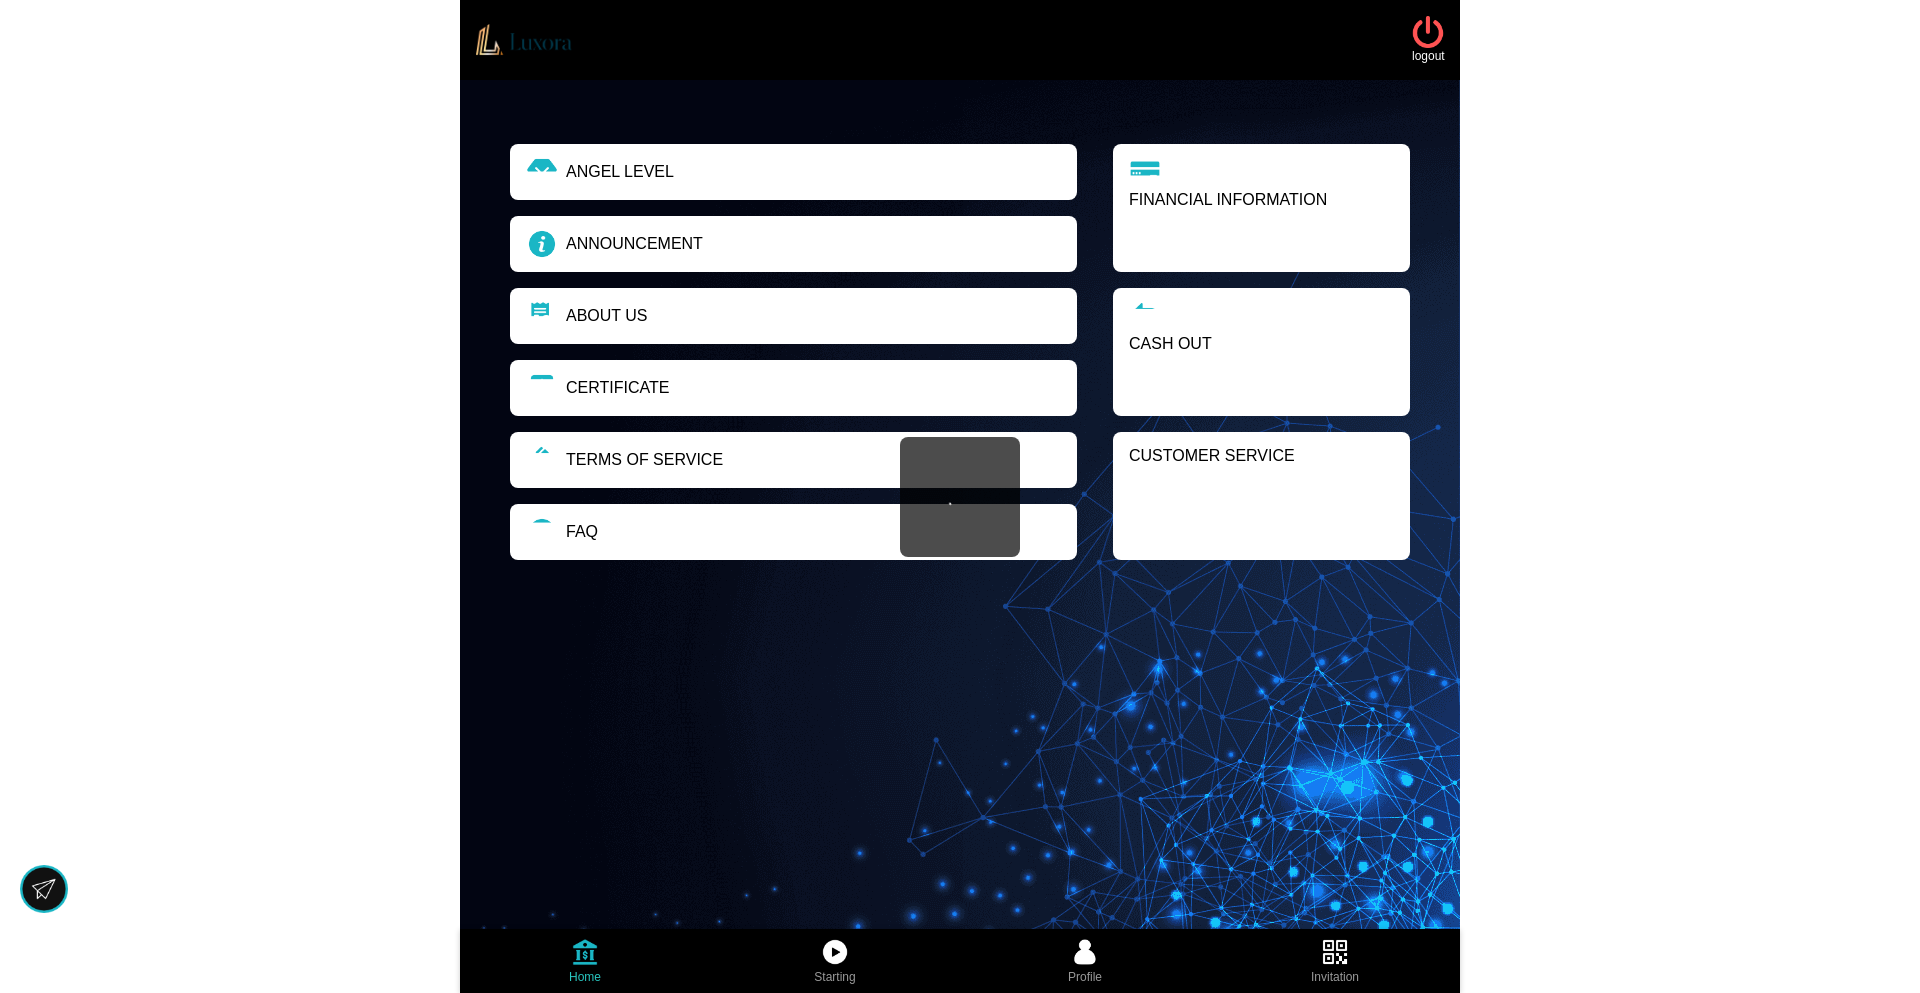 Luxora
logout
ANGEL LEVEL
ANNOUNCEMENT
ABOUT US
CERTIFICATE
TERMS OF SERVICE
FAQ
FINANCIAL INFORMATION
CASH OUT
CUSTOMER SERVICE
Home
Starting
Profile
Invitation